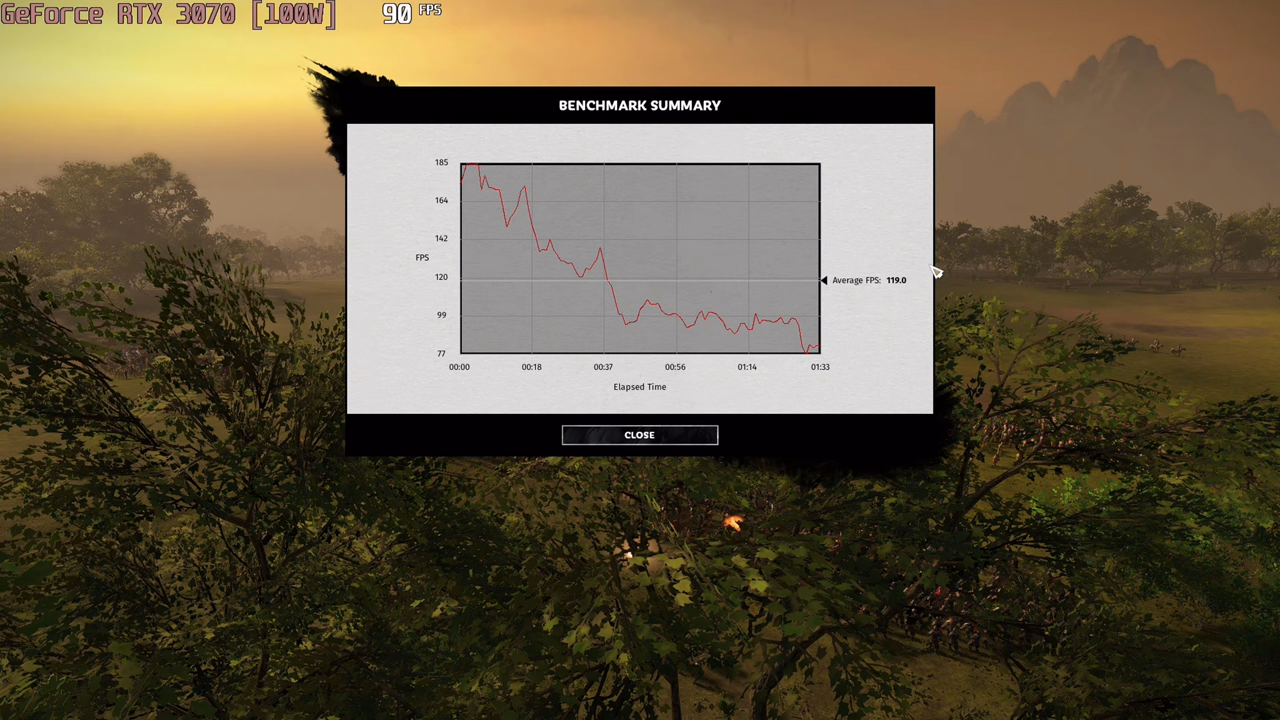 GeForce RTX 3070 [100W] 90 FPS
BENCHMARK SUMMARY
185
164
142
FPS
120
Average FPS: 119.0
99
77
00:00 00:18 00:37 00:56 01:14 01:33
Elapsed Time
CLOSE